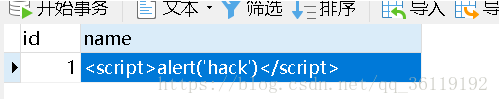 开始事务 文本 筛选 排序 导入 导
id name
1 <script>alert('hack')</script>
https://blog.csdn.net/qq_36119192